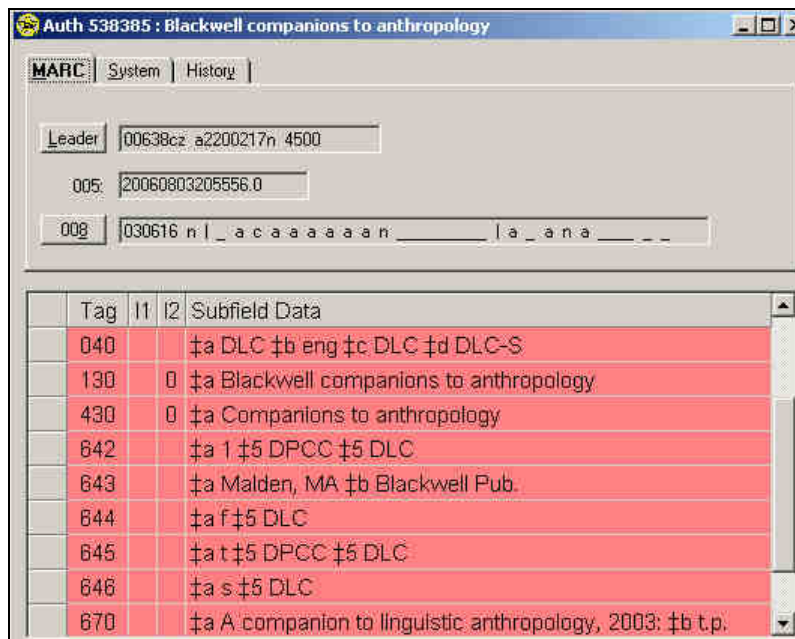 Auth 538385 : Blackwell companions to anthropology
MARC System History
Leader 00638cz a2200217n 4500
005: 20060803205556.0
008 030616 n | _ a c a a a a a a n _________ | a _ a n a ____ _ _
Tag I1 I2 Subfield Data
040 ‡a DLC ‡b eng ‡c DLC ‡d DLC-S
130 0 ‡a Blackwell companions to anthropology
430 0 ‡a Companions to anthropology
642 ‡a 1 ‡5 DPCC ‡5 DLC
643 ‡a Malden, MA ‡b Blackwell Pub.
644 ‡a f ‡5 DLC
645 ‡a t ‡5 DPCC ‡5 DLC
646 ‡a s ‡5 DLC
670 ‡a A companion to linguistic anthropology, 2003: ‡b t.p.